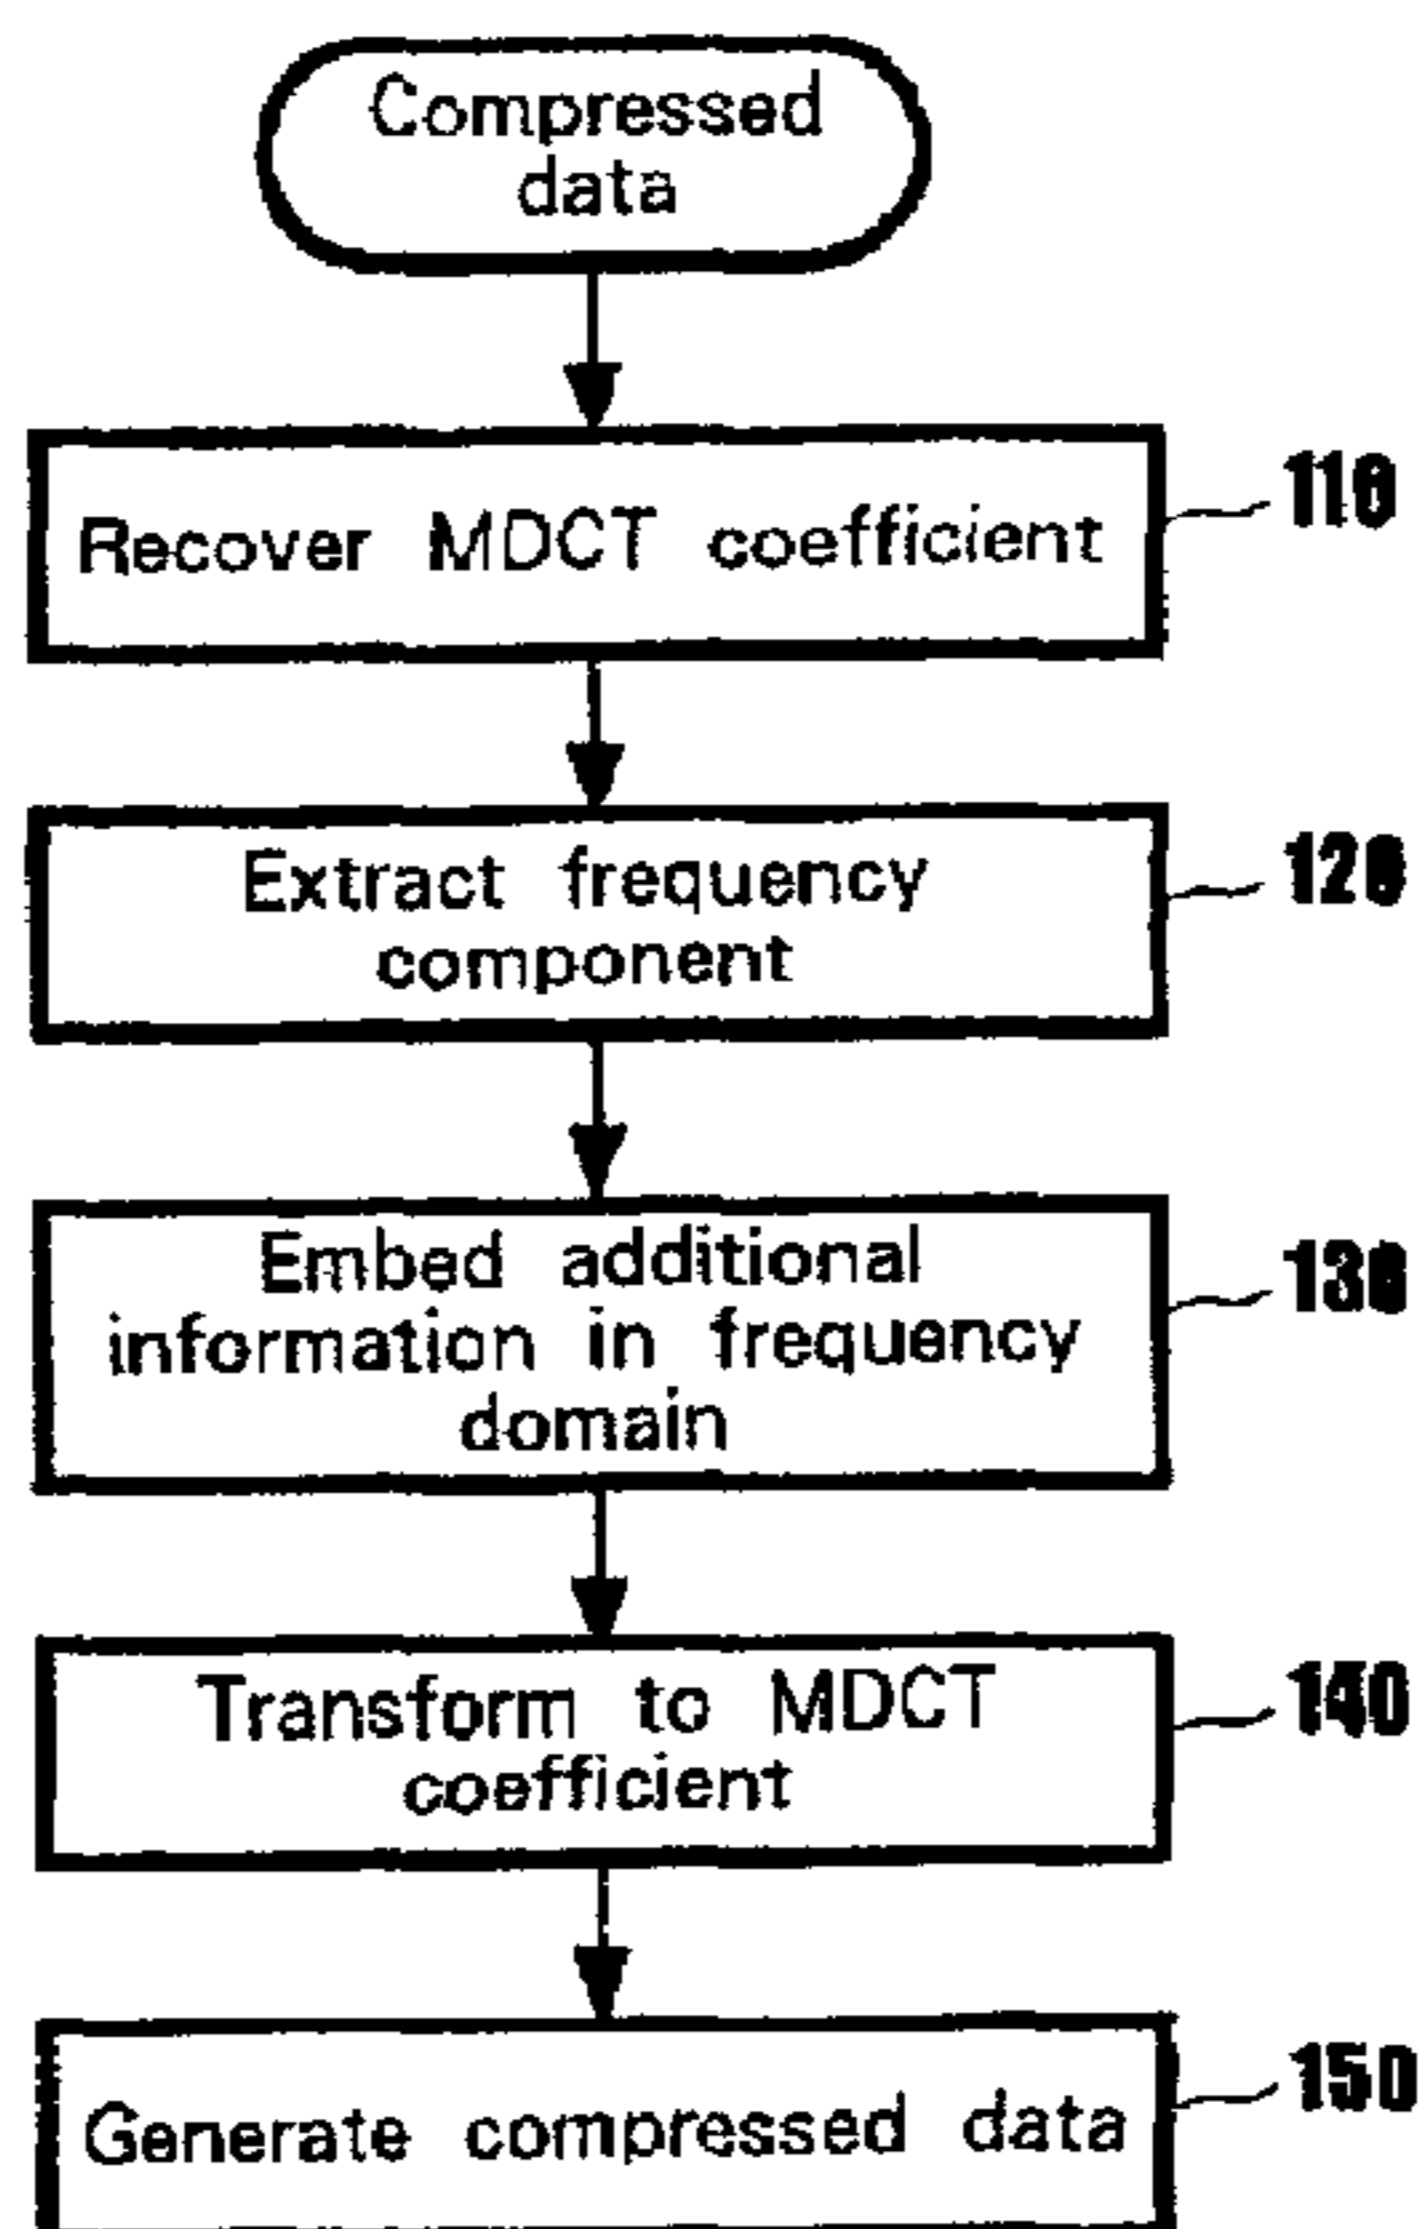 Compressed
data
Recover MDCT coefficient
110
Extract frequency
component
120
Embed additional
information in frequency
domain
130
Transform to MDCT
coefficient
140
Generate compressed data
150